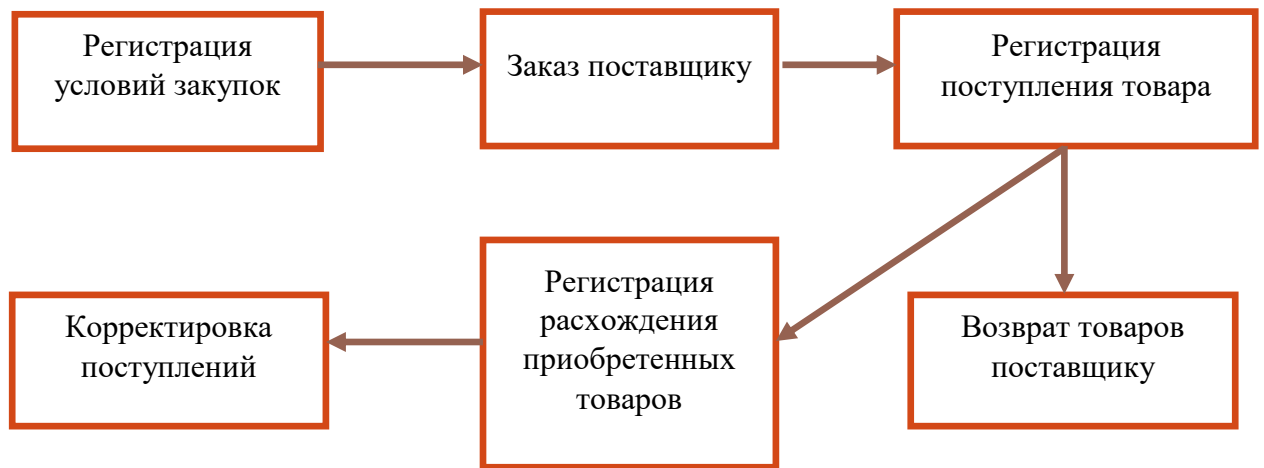 Регистрация
условий закупок
Заказ поставщику
Регистрация
поступления товара
Корректировка
поступлений
Регистрация
расхождения
приобретенных
товаров
Возврат товаров
поставщику